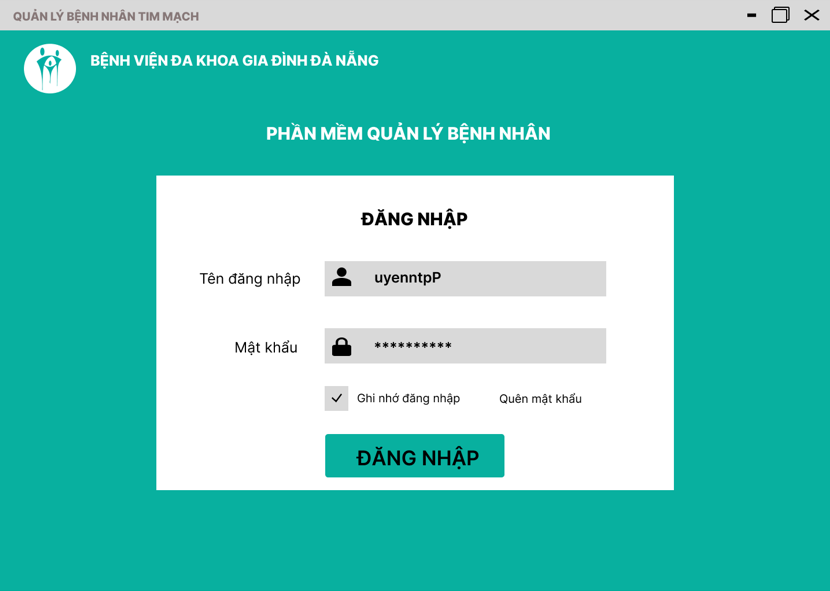 QUẢN LÝ BỆNH NHÂN TIM MẠCH
BỆNH VIỆN ĐA KHOA GIA ĐÌNH ĐÀ NẴNG
PHẦN MỀM QUẢN LÝ BỆNH NHÂN
ĐĂNG NHẬP
Tên đăng nhập uyenntpP
Mật khẩu **********
Ghi nhớ đăng nhập Quên mật khẩu
ĐĂNG NHẬP